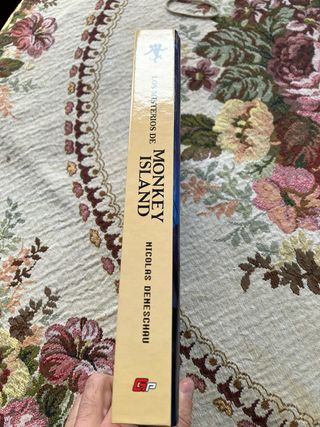 LOS MISTERIOS DE
MONKEY
ISLAND
NICOLAS DENESCHAU
GP